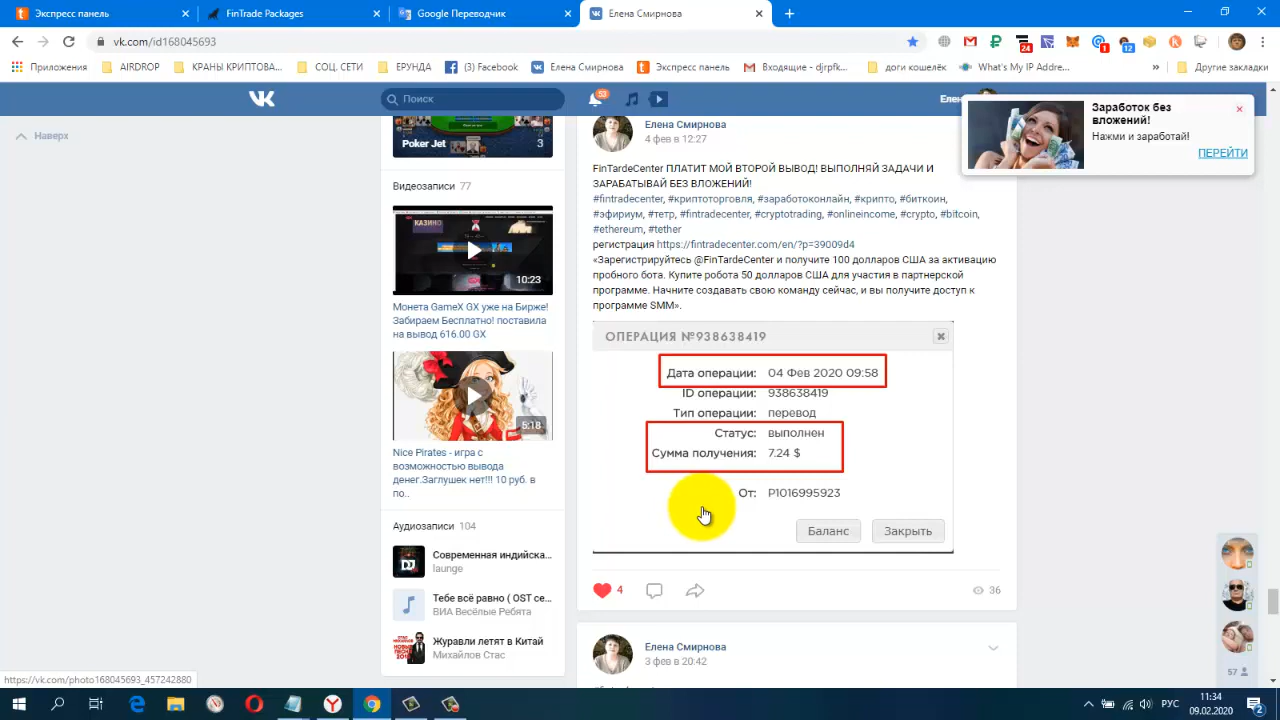 Экспресс панель
FinTrade Packages
Google Переводчик
Елена Смирнова
vk.com/id168045693
24
1
12
Приложения
AIRDROP
КРАНЫ КРИПТОВА...
СОЦ. СЕТИ
ЕРУНДА
(3) Facebook
Елена Смирнова
Экспресс панель
Входящие - djrpfk...
доги кошелёк
What's My IP Addre...
»
Другие закладки
Поиск
53
Еле
Заработок без
вложений!
Нажми и заработай!
ПЕРЕЙТИ
Наверх
Poker Jet
3
Видеозаписи 77
КАЗИНО
10:23
Монета GameX GX уже на Бирже!
Забираем Бесплатно! поставила
на вывод 616.00 GX
5:18
Nice Pirates - игра с
возможностью вывода
денег.Заглушек нет!!! 10 руб. в
по..
Аудиозаписи 104
DJ
Современная индийска...
launge
Тебе всё равно ( OST се...
ВИА Весёлые Ребята
Журавли летят в Китай
Михайлов Стас
Елена Смирнова
4 фев в 12:27
FinTardeCenter ПЛАТИТ МОЙ ВТОРОЙ ВЫВОД! ВЫПОЛНЯЙ ЗАДАЧИ И
ЗАРАБАТЫВАЙ БЕЗ ВЛОЖЕНИЙ!
#fintradecenter, #криптоторговля, #заработоконлайн, #крипто, #биткоин,
#эфириум, #тетр, #fintradecenter, #cryptotrading, #onlineincome, #crypto, #bitcoin,
#ethereum, #tether
регистрация https://fintradecenter.com/en/?p=39009d4
«Зарегистрируйтесь @FinTardeCenter и получите 100 долларов США за активацию
пробного бота. Купите робота 50 долларов США для участия в партнерской
программе. Начните создавать свою команду сейчас, и вы получите доступ к
программе SMM».
ОПЕРАЦИЯ №938638419
Дата операции: 04 Фев 2020 09:58
ID операции: 938638419
Тип операции: перевод
Статус: выполнен
Сумма получения: 7.24 $
От: P1016995923
Баланс
Закрыть
4
36
Елена Смирнова
3 фев в 20:42
57
https://vk.com/photo168045693_457242880
РУС
11:34
09.02.2020
2